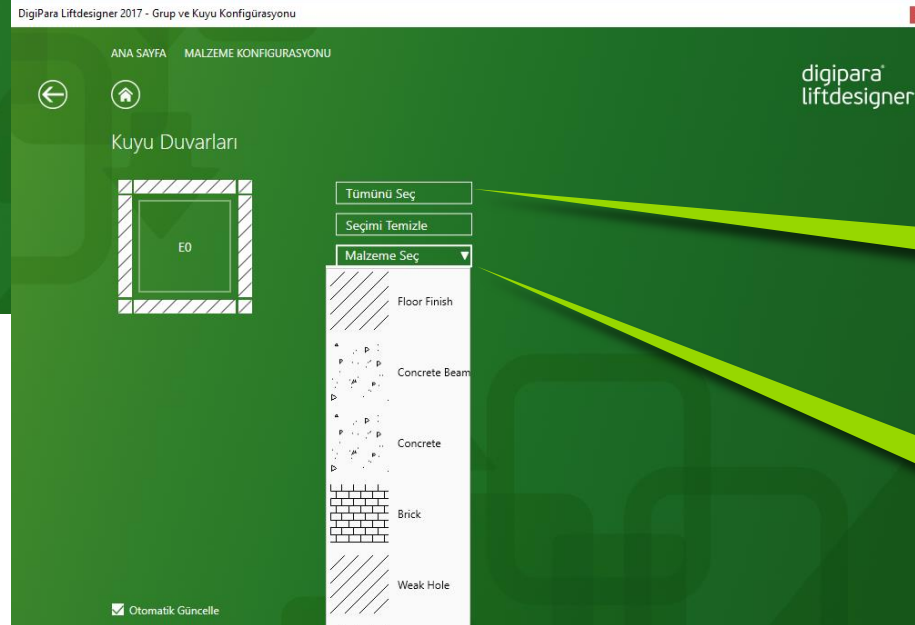 DigiPara Liftdesigner 2017 - Grup ve Kuyu Konfigürasyonu
ANA SAYFA MALZEME KONFIGURASYONU
digipara
liftdesigner
Kuyu Duvarları
E0
Tümünü Seç
Seçimi Temizle
Malzeme Seç
Floor Finish
Concrete Beam
Concrete
Brick
Weak Hole
Otomatik Güncelle